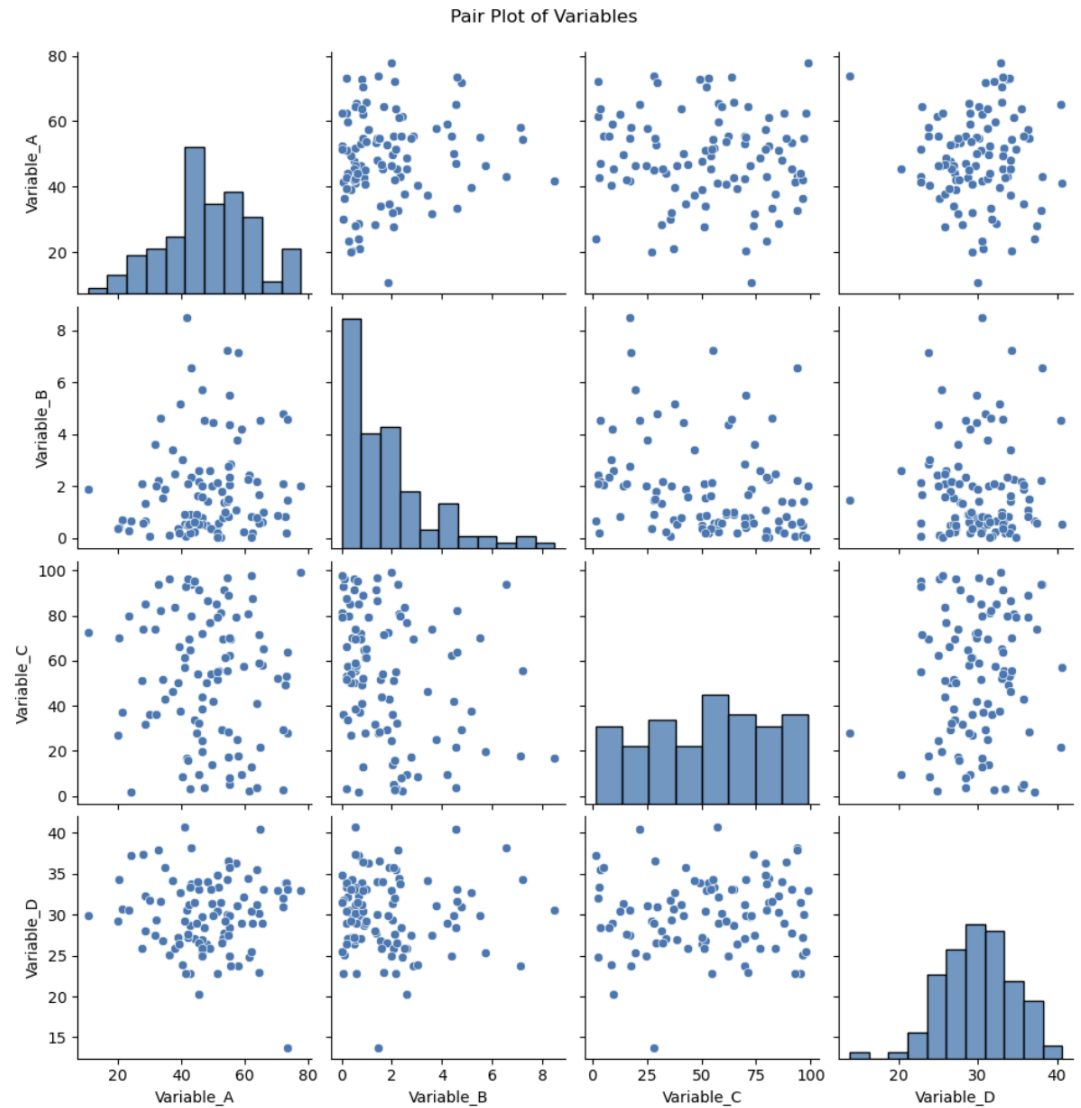 Pair Plot of Variables
80
60
40
20
Variable_A
8
6
4
2
0
Variable_B
100
80
60
40
20
0
Variable_C
40
35
30
25
20
15
Variable_D
20 40 60 80
0 2 4 6 8
0 25 50 75 100
20 30 40
Variable_A
Variable_B
Variable_C
Variable_D